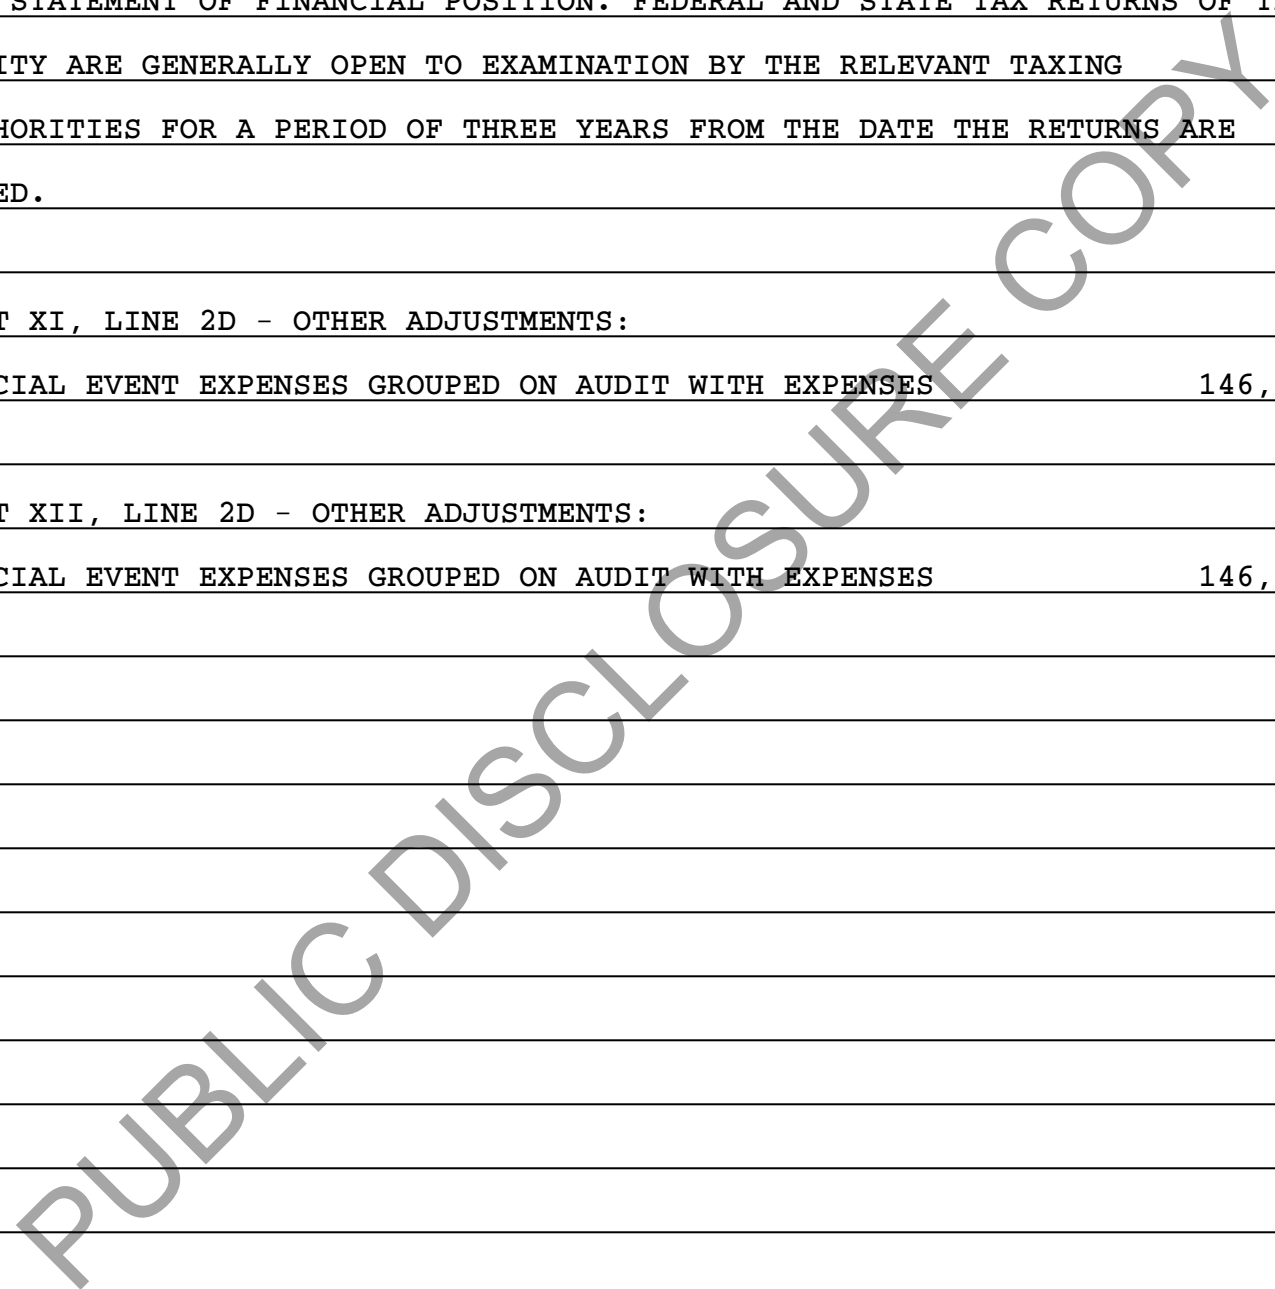 STATEMENT OF FINANCIAL POSITION. FEDERAL AND STATE TAX RETURNS OF
ITY ARE GENERALLY OPEN TO EXAMINATION BY THE RELEVANT TAXING
HORITIES FOR A PERIOD OF THREE YEARS FROM THE DATE THE RETURNS ARE
ED.
T XI, LINE 2D - OTHER ADJUSTMENTS:
CIAL EVENT EXPENSES GROUPED ON AUDIT WITH EXPENSES 146,
T XII, LINE 2D - OTHER ADJUSTMENTS:
CIAL EVENT EXPENSES GROUPED ON AUDIT WITH EXPENSES 146,
PUBLIC DISCLOSURE COPY